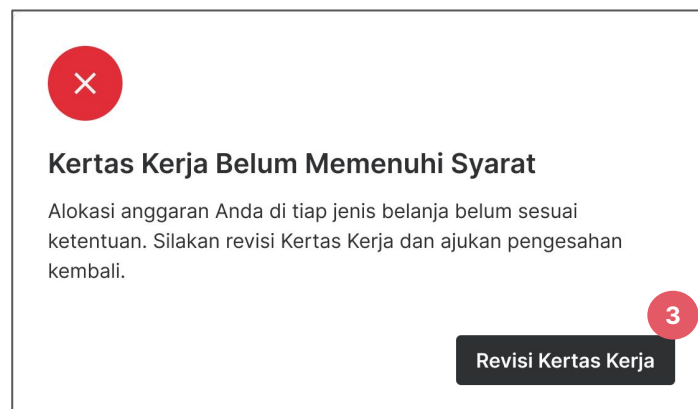 Kertas Kerja Belum Memenuhi Syarat
Alokasi anggaran Anda di tiap jenis belanja belum sesuai
ketentuan. Silakan revisi Kertas Kerja dan ajukan pengesahan
kembali.
3
Revisi Kertas Kerja